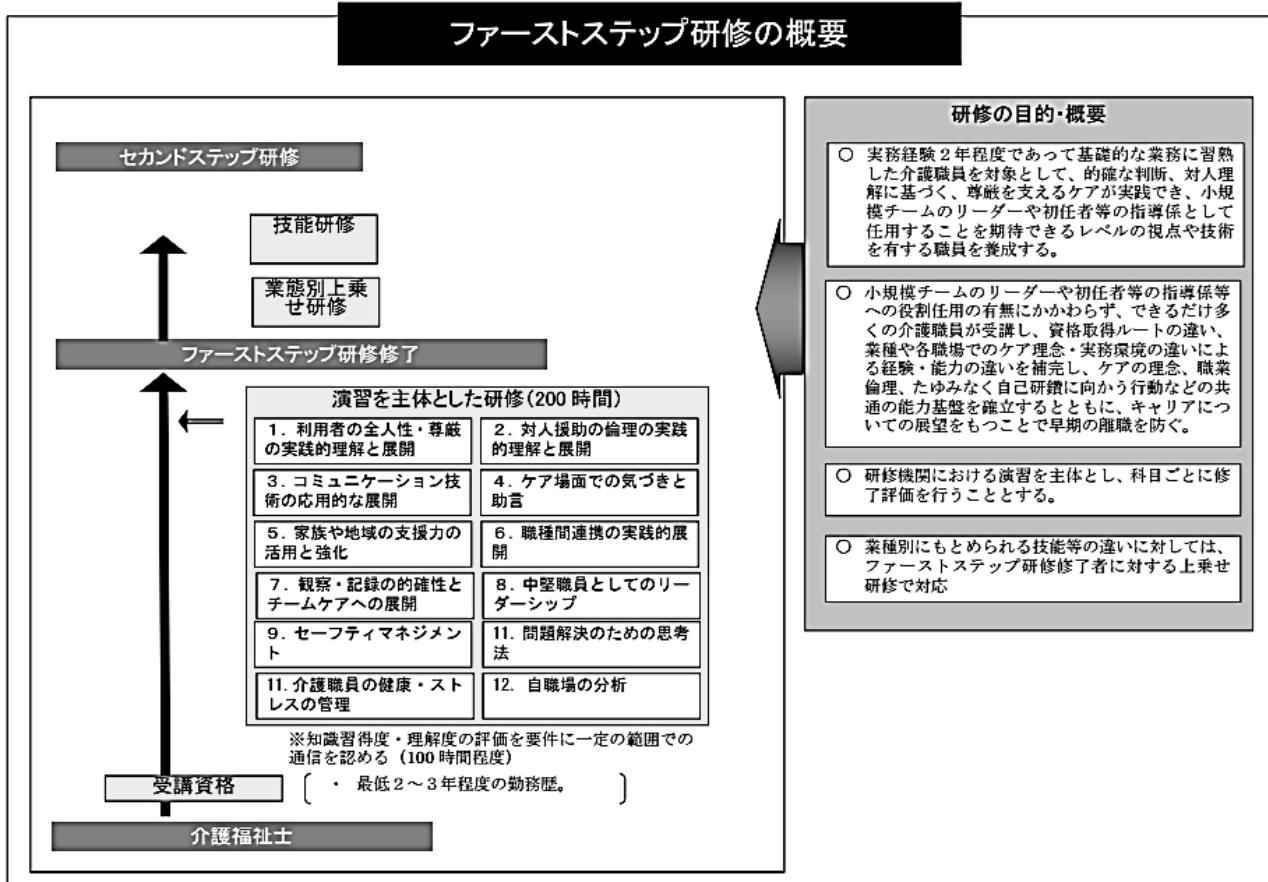 ファーストステップ研修の概要
セカンドステップ研修
技能研修
業態別上乗
せ研修
ファーストステップ研修修了
演習を主体とした研修(200 時間)
1．利用者の全人性・尊厳
の実践的理解と展開
2．対人援助の倫理の実践
的理解と展開
3．コミュニケーション技
術の応用的な展開
4．ケア場面での気づきと
助言
5．家族や地域の支援力の
活用と強化
6．職種間連携の実践的展
開
7．観察・記録の的確性と
チームケアへの展開
8．中堅職員としてのリー
ダーシップ
9．セーフティマネジメン
ト
11．問題解決のための思考
法
11. 介護職員の健康・スト
レスの管理
12. 自職場の分析
※知識習得度・理解度の評価を要件に一定の範囲での
通信を認める（100 時間程度）
受講資格
・ 最低２～３年程度の勤務歴。
介護福祉士
研修の目的・概要
○ 実務経験２年程度であって基礎的な業務に習熟
した介護職員を対象として、的確な判断、対人理
解に基づく、尊厳を支えるケアが実践でき、小規
模チームのリーダーや初任者等の指導係として
任用することを期待できるレベルの視点や技術
を有する職員を養成する。
○ 小規模チームのリーダーや初任者等の指導係等
への役割任用の有無にかかわらず、できるだけ多
くの介護職員が受講し、資格取得ルートの違い、
業種や各職場でのケア理念・実務環境の違いによ
る経験・能力の違いを補完し、ケアの理念、職業
倫理、たゆみなく自己研鑽に向かう行動などの共
通の能力基盤を確立するとともに、キャリアにつ
いての展望をもつことで早期の離職を防ぐ。
○ 研修機関における演習を主体とし、科目ごとに修
了評価を行うこととする。
○ 業種別にもとめられる技能等の違いに対しては、
ファーストステップ研修修了者に対する上乗せ
研修で対応